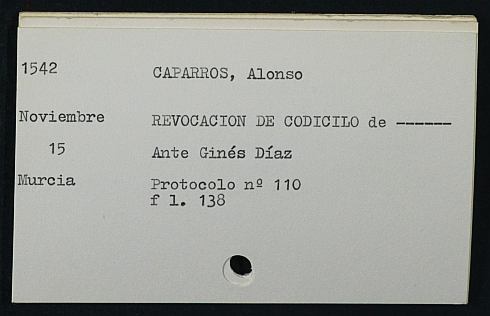 1542 CAPARROS, Alonso
Noviembre REVOCACION DE CODICILO de ------
15 Ante Ginés Díaz
Murcia Protocolo nº 110
f l. 138